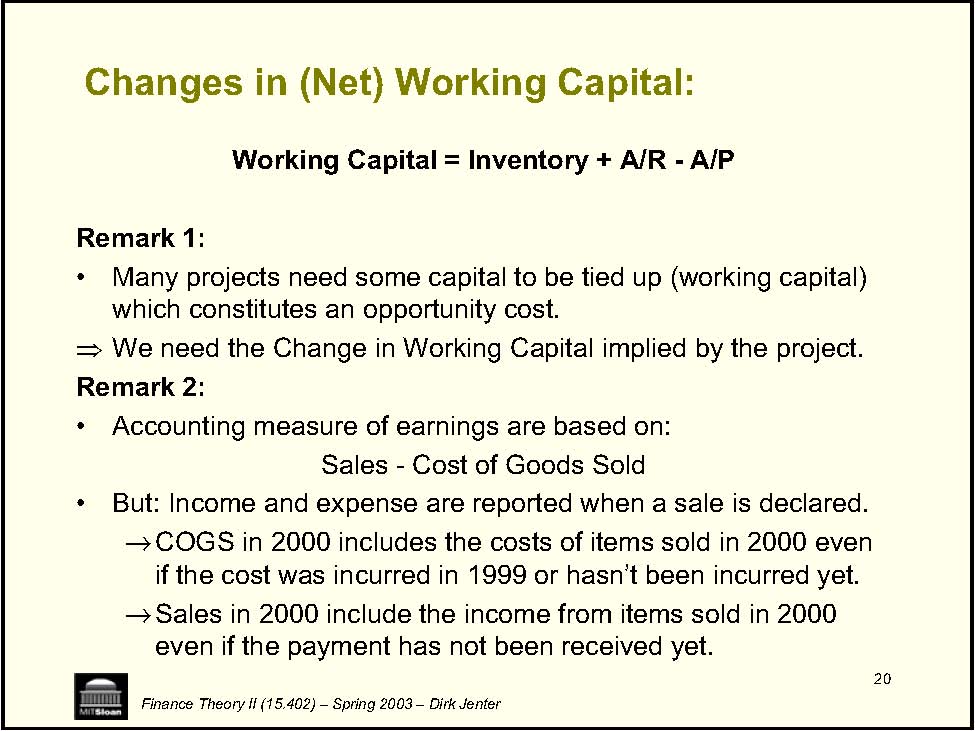 Changes in (Net) Working Capital:
Working Capital = Inventory + A/R - A/P
Remark 1:
• Many projects need some capital to be tied up (working capital)
which constitutes an opportunity cost.
⇒ We need the Change in Working Capital implied by the project.
Remark 2:
• Accounting measure of earnings are based on:
Sales - Cost of Goods Sold
• But: Income and expense are reported when a sale is declared.
→ COGS in 2000 includes the costs of items sold in 2000 even
if the cost was incurred in 1999 or hasn’t been incurred yet.
→ Sales in 2000 include the income from items sold in 2000
even if the payment has not been received yet.
20
MITSloan
Finance Theory II (15.402) – Spring 2003 – Dirk Jenter